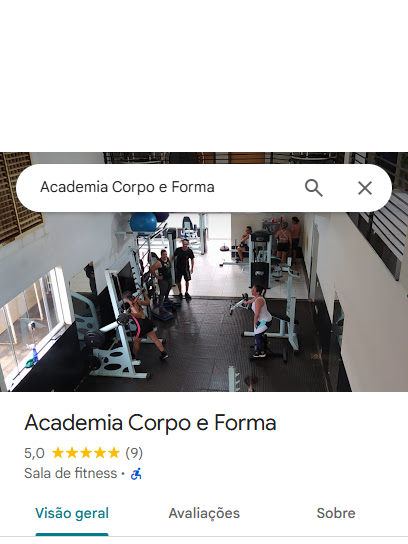 Academia Corpo e Forma
Academia Corpo e Forma
5,0 ★★★★★ (9)
Sala de fitness ·
Visão geral Avaliações Sobre